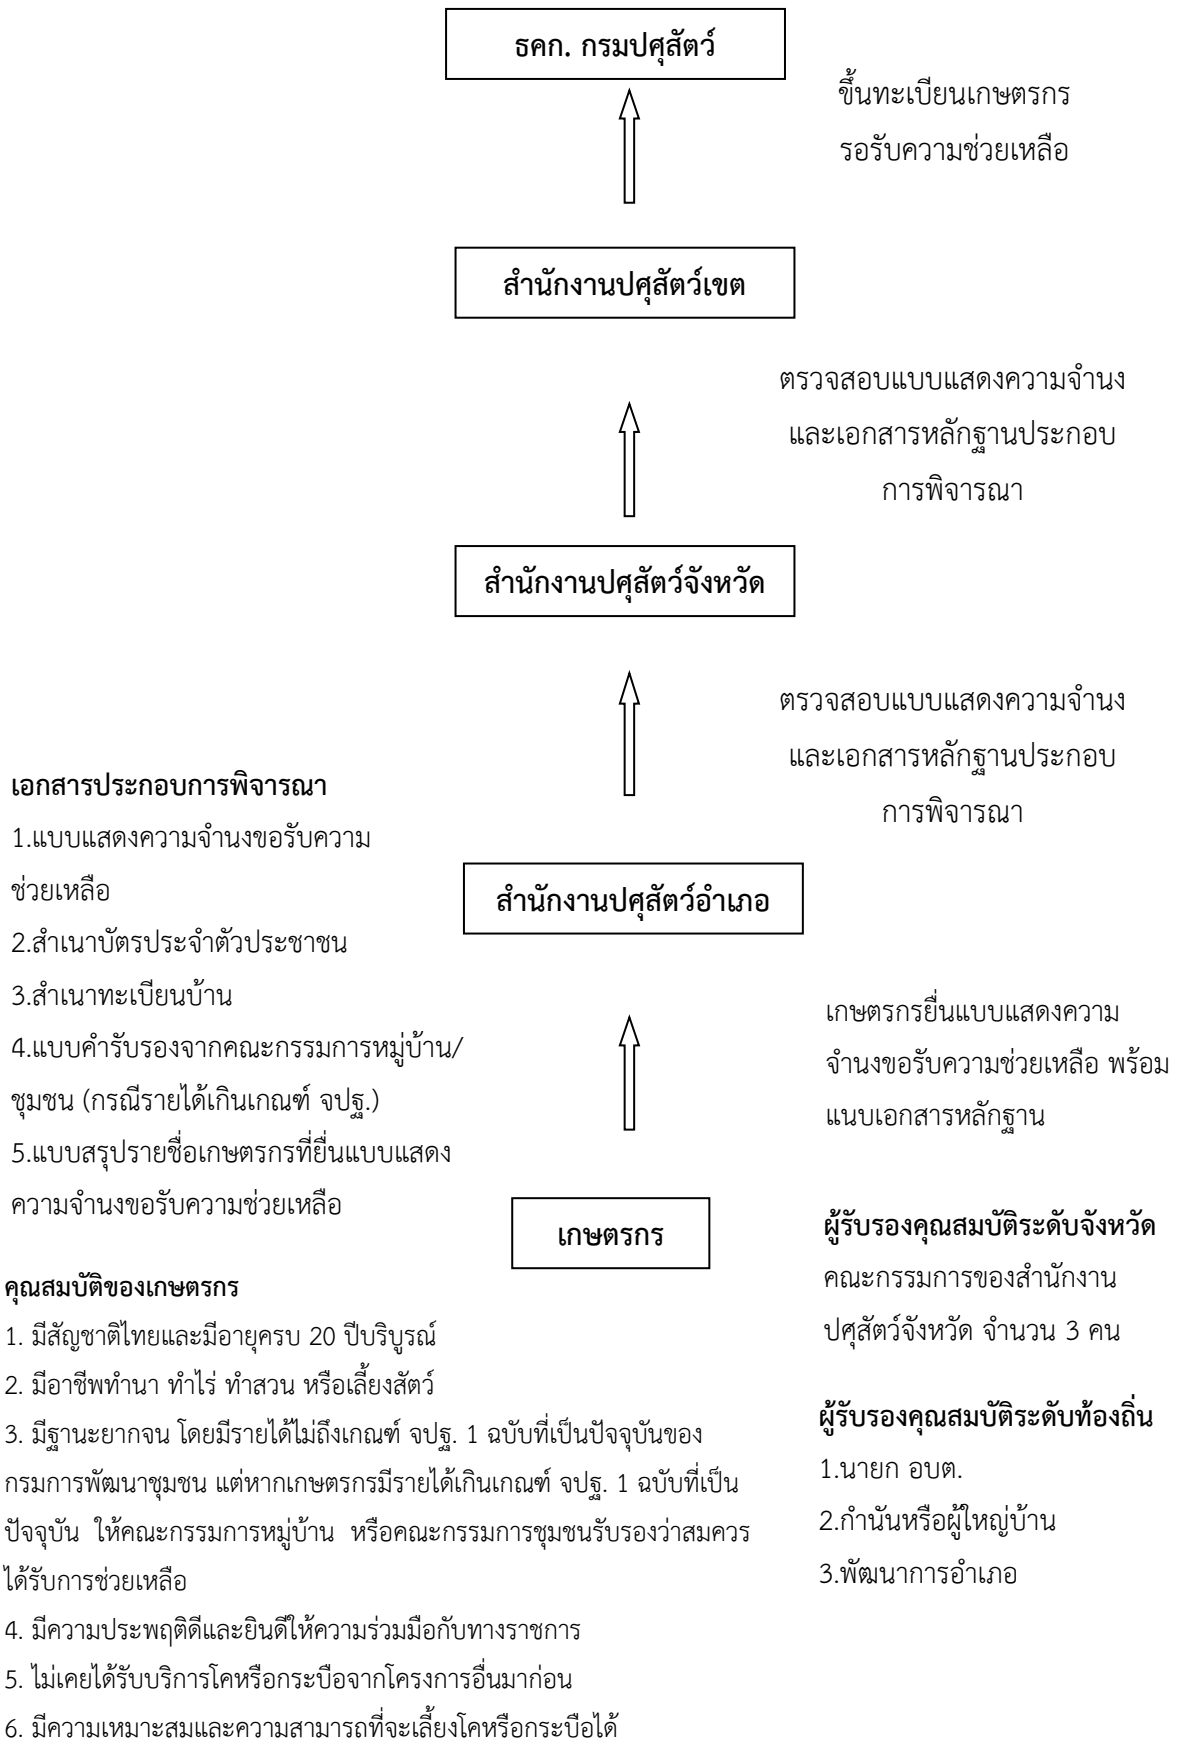 ธคก. กรมปศุสัตว์
ขึ้นทะเบียนเกษตรกร
รอรับความช่วยเหลือ
สำนักงานปศุสัตว์เขต
ตรวจสอบแบบแสดงความจำนง
และเอกสารหลักฐานประกอบ
การพิจารณา
สำนักงานปศุสัตว์จังหวัด
ตรวจสอบแบบแสดงความจำนง
และเอกสารหลักฐานประกอบ
การพิจารณา
เอกสารประกอบการพิจารณา
1.แบบแสดงความจำนงขอรับความ
ช่วยเหลือ
2.สำเนาบัตรประจำตัวประชาชน
3.สำเนาทะเบียนบ้าน
4.แบบคำรับรองจากคณะกรรมการหมู่บ้าน/
ชุมชน (กรณีรายได้เกินเกณฑ์ จปฐ.)
5.แบบสรุปรายชื่อเกษตรกรที่ยื่นแบบแสดง
ความจำนงขอรับความช่วยเหลือ
สำนักงานปศุสัตว์อำเภอ
เกษตรกรยื่นแบบแสดงความ
จำนงขอรับความช่วยเหลือ พร้อม
แนบเอกสารหลักฐาน
เกษตรกร
ผู้รับรองคุณสมบัติระดับจังหวัด
คณะกรรมการของสำนักงาน
ปศุสัตว์จังหวัด จำนวน 3 คน
ผู้รับรองคุณสมบัติระดับท้องถิ่น
1.นายก อบต.
2.กำนันหรือผู้ใหญ่บ้าน
3.พัฒนาการอำเภอ
คุณสมบัติของเกษตรกร
1. มีสัญชาติไทยและมีอายุครบ 20 ปีบริบูรณ์
2. มีอาชีพทำนา ทำไร่ ทำสวน หรือเลี้ยงสัตว์
3. มีฐานะยากจน โดยมีรายได้ไม่ถึงเกณฑ์ จปฐ. 1 ฉบับที่เป็นปัจจุบันของ
กรมการพัฒนาชุมชน แต่หากเกษตรกรมีรายได้เกินเกณฑ์ จปฐ. 1 ฉบับที่เป็น
ปัจจุบัน ให้คณะกรรมการหมู่บ้าน หรือคณะกรรมการชุมชนรับรองว่าสมควร
ได้รับการช่วยเหลือ
4. มีความประพฤติดีและยินดีให้ความร่วมมือกับทางราชการ
5. ไม่เคยได้รับบริการโคหรือกระบือจากโครงการอื่นมาก่อน
6. มีความเหมาะสมและความสามารถที่จะเลี้ยงโคหรือกระบือได้